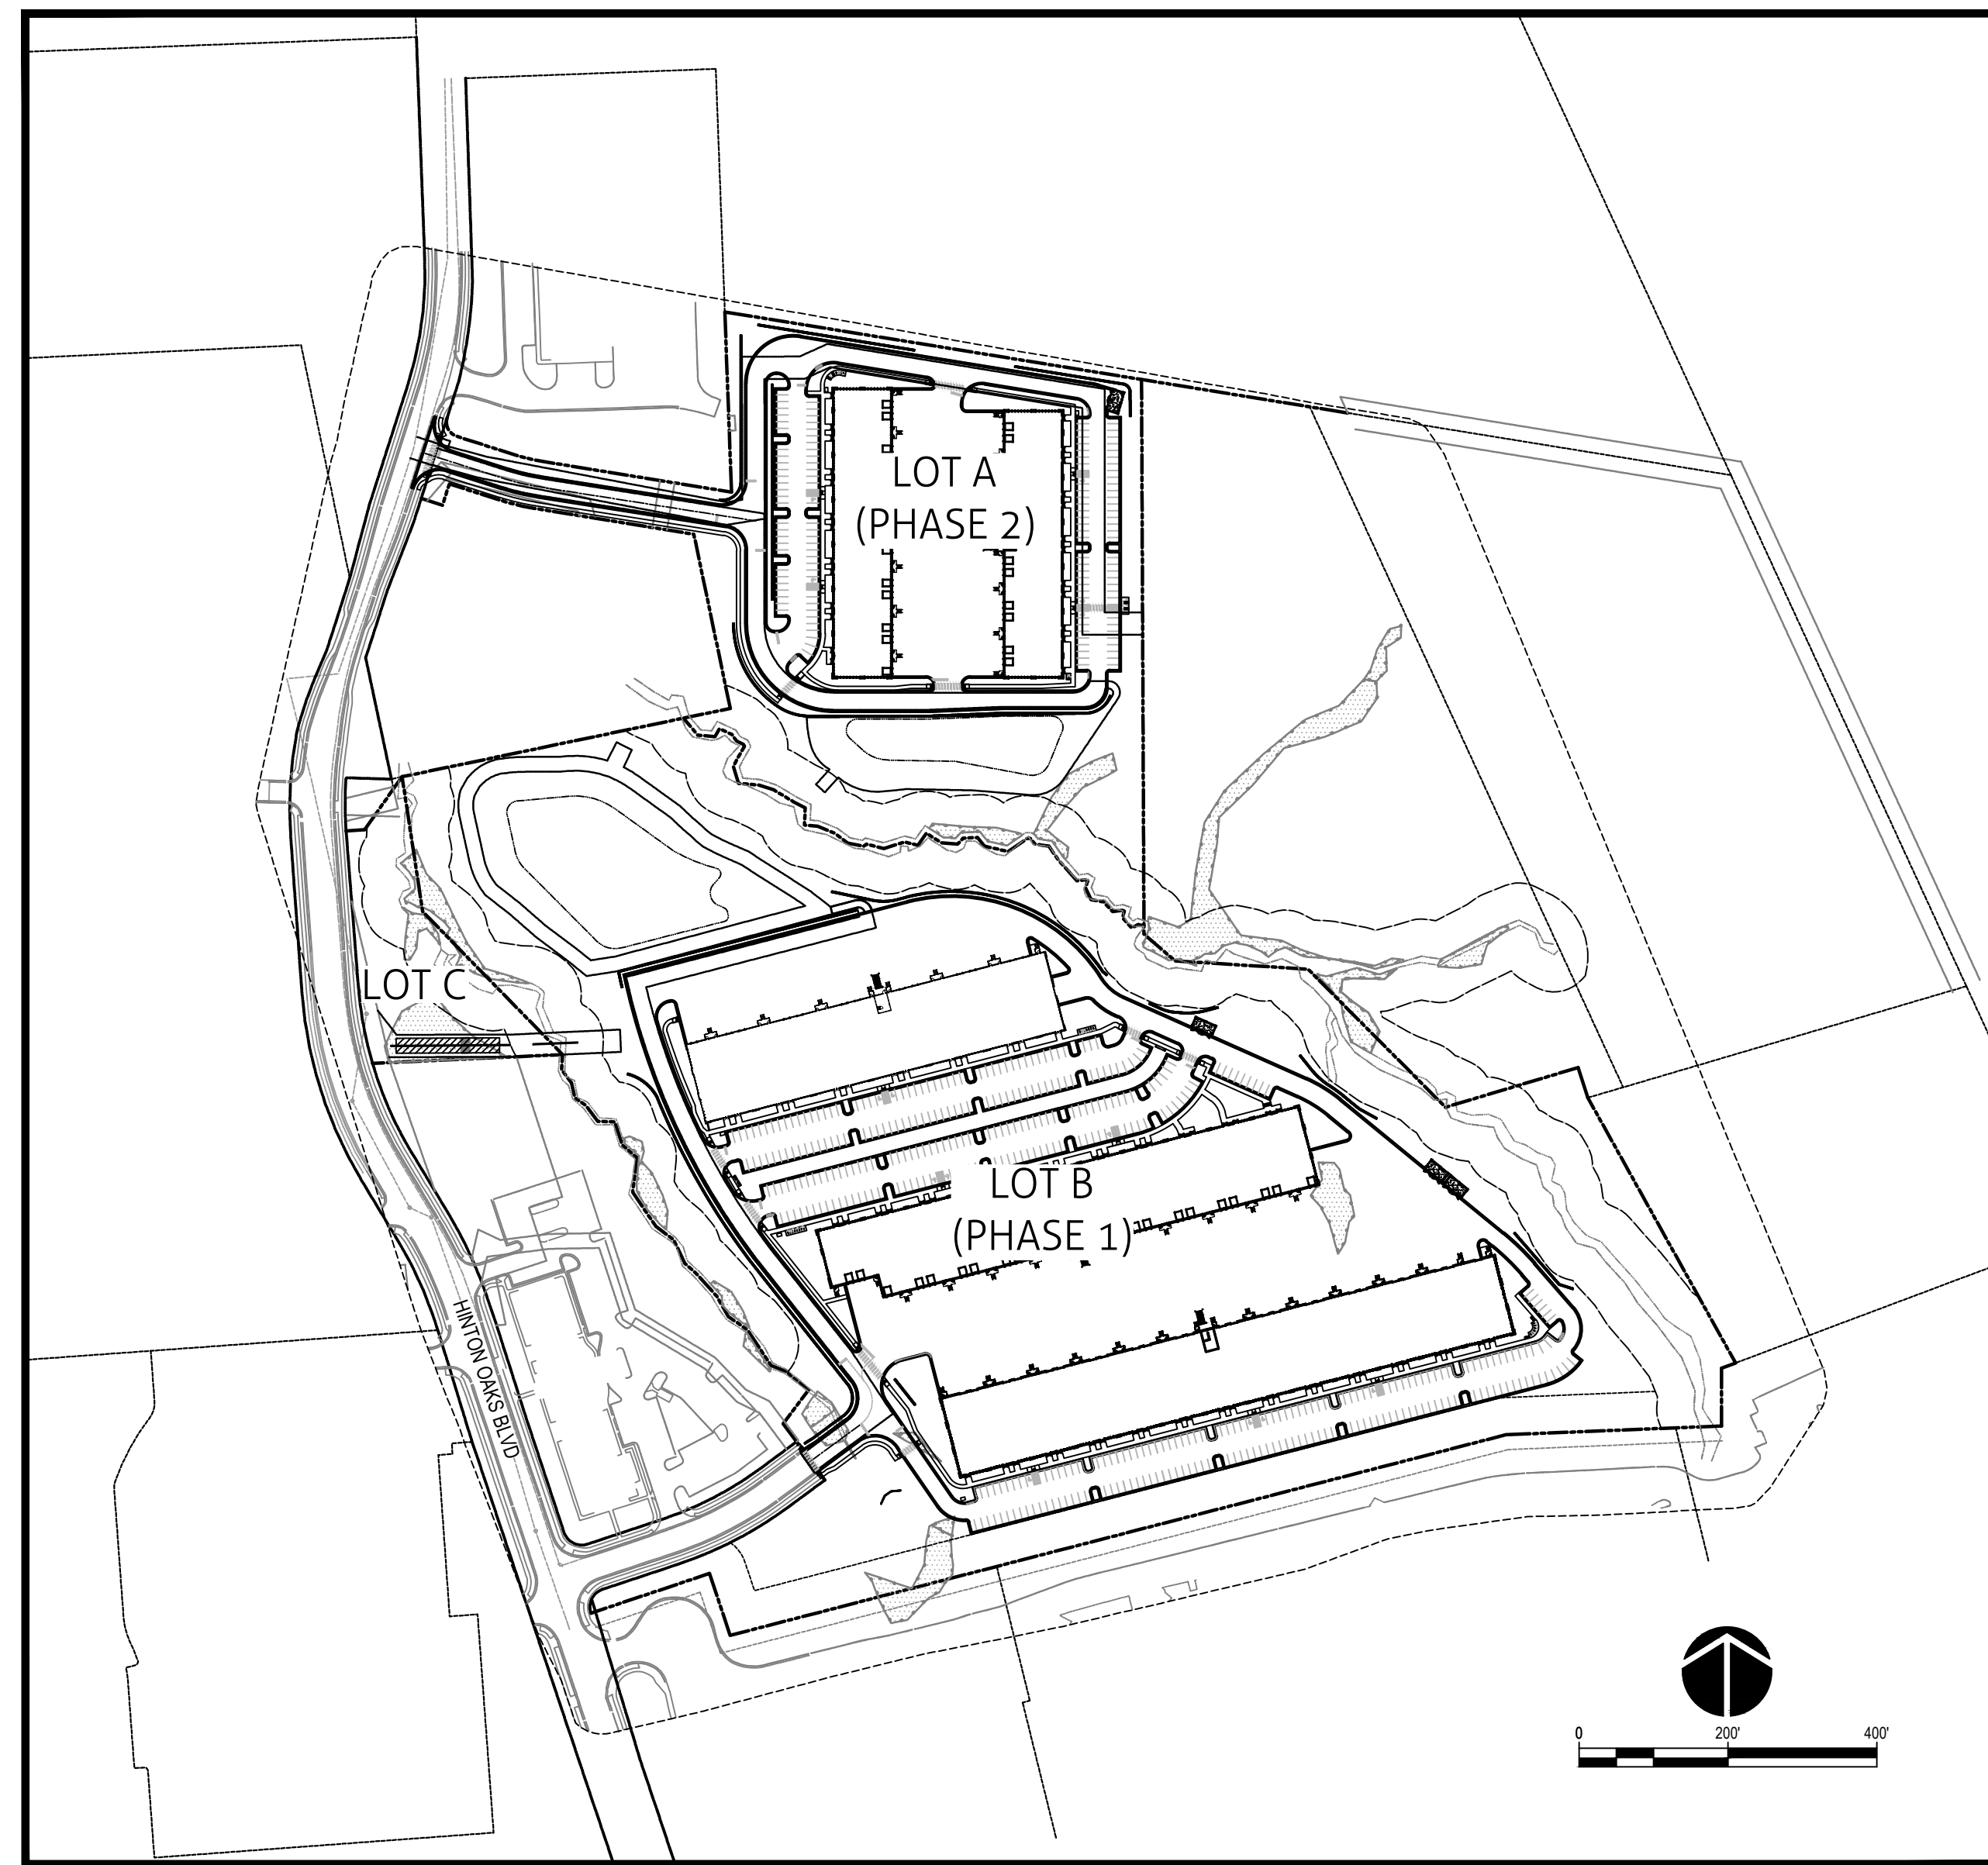 LOT A
(PHASE 2)
LOT C
LOT B
(PHASE 1)
HINTON OAKS BLVD
0 200' 400'